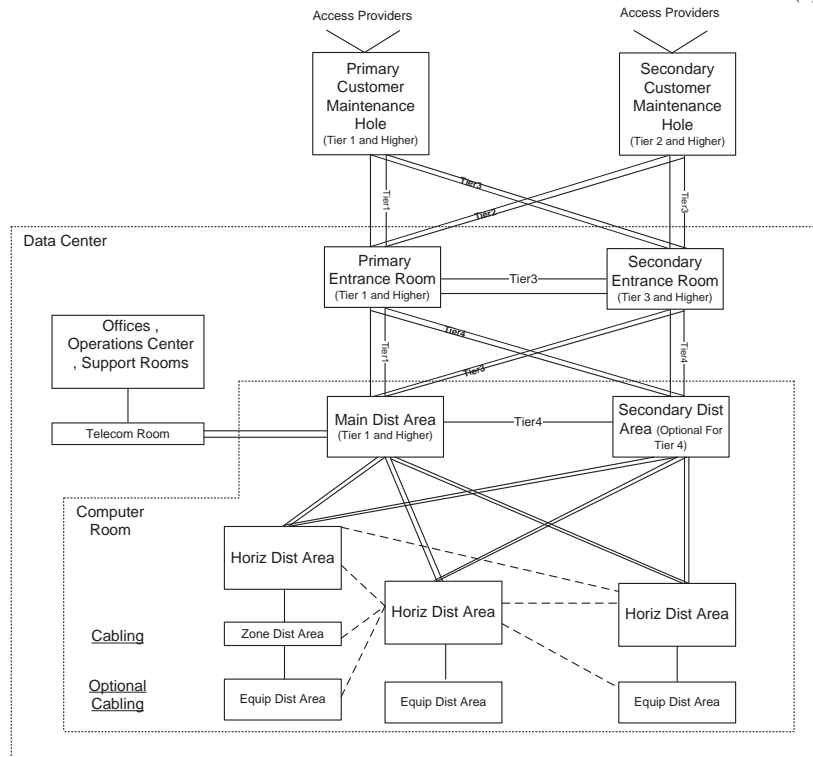 Access Providers
Access Providers
Primary
Customer
Maintenance
Hole
(Tier 1 and Higher)
Secondary
Customer
Maintenance
Hole
(Tier 2 and Higher)
Tier3
Tier1
Tier2
Tier3
Data Center
Primary
Entrance Room
(Tier 1 and Higher)
Tier3
Secondary
Entrance Room
(Tier 3 and Higher)
Offices ,
Operations Center
, Support Rooms
Tier4
Tier1
Tier3
Tier4
Telecom Room
Main Dist Area
(Tier 1 and Higher)
Tier4
Secondary Dist
Area (Optional For
Tier 4)
Computer
Room
Horiz Dist Area
Horiz Dist Area
Horiz Dist Area
Cabling
Zone Dist Area
Optional
Cabling
Equip Dist Area
Equip Dist Area
Equip Dist Area